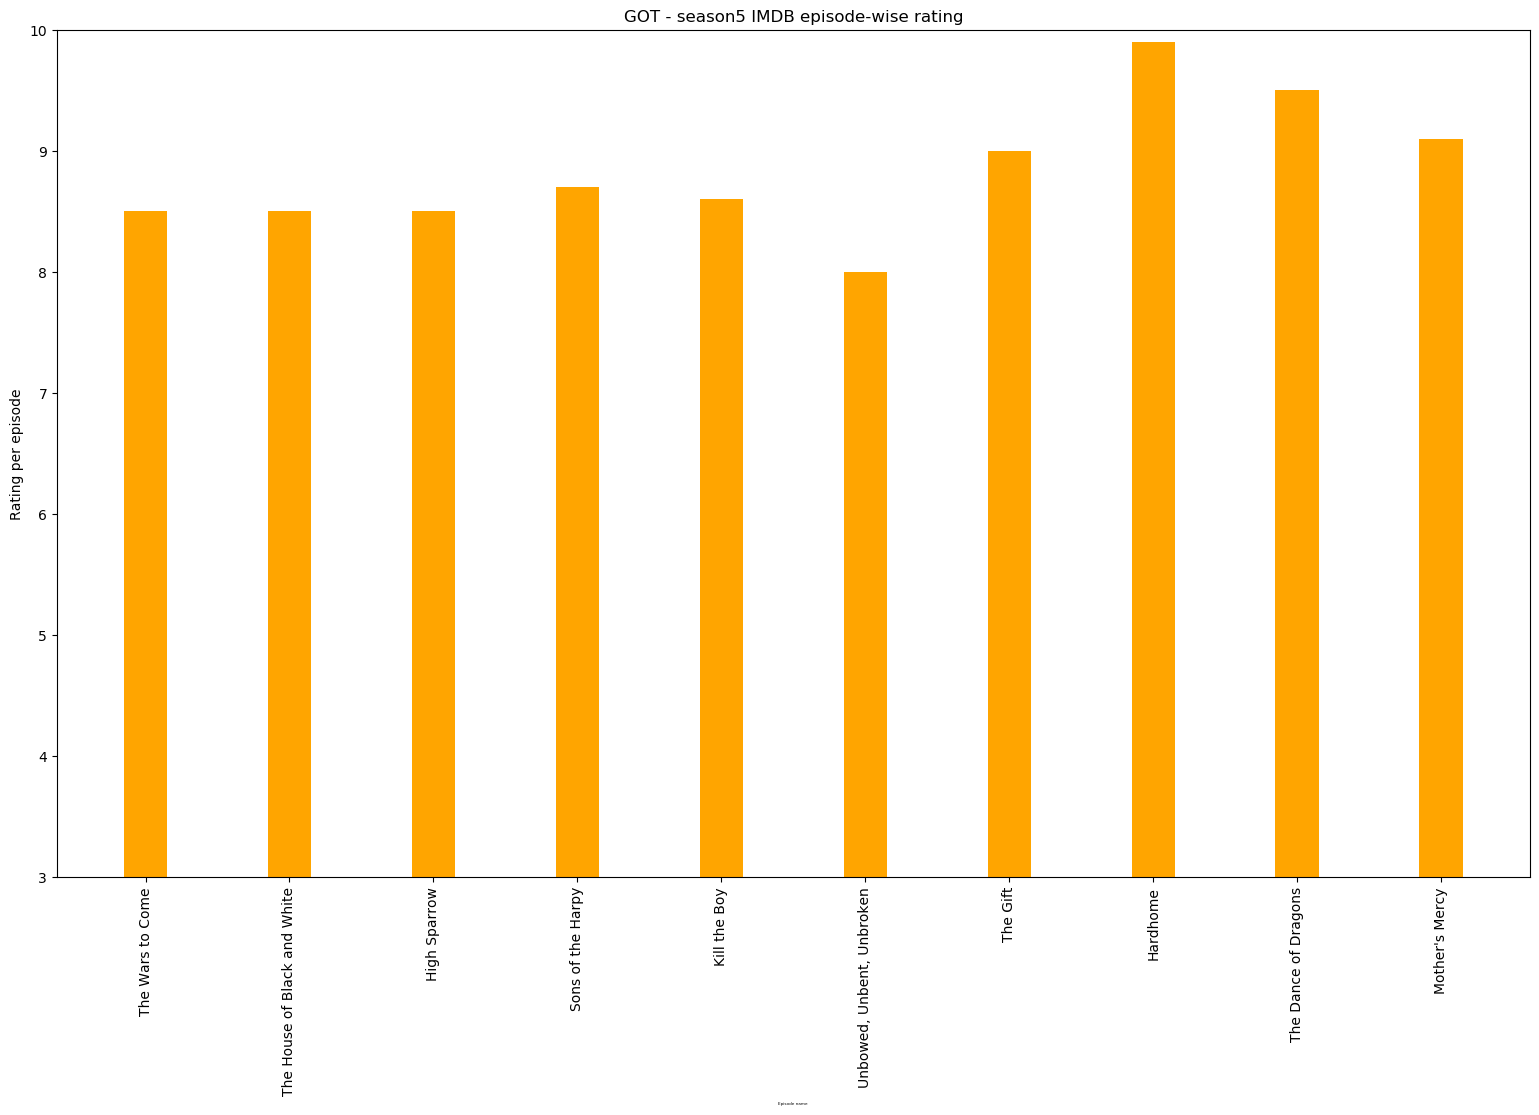 GOT - season5 IMDB episode-wise rating
Rating per episode
10
9
8
7
6
5
4
3
The Wars to Come
The House of Black and White
High Sparrow
Sons of the Harpy
Kill the Boy
Unbowed, Unbent, Unbroken
The Gift
Hardhome
The Dance of Dragons
Mother's Mercy
Episode name